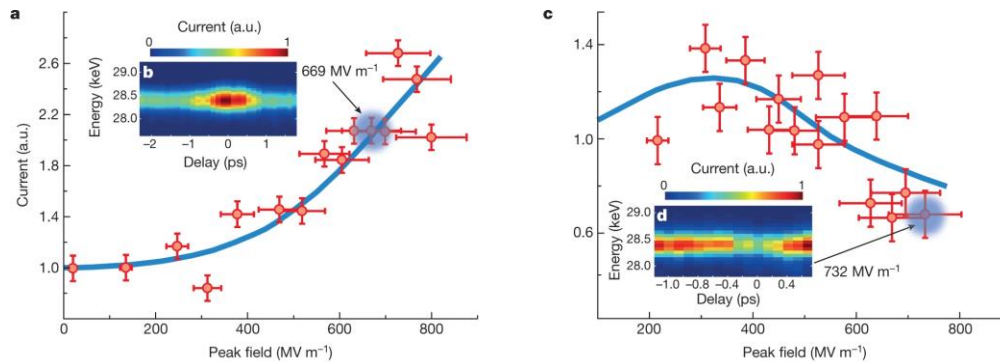 a
Current (a.u.)
0 1
b
Energy (keV)
29.0
28.5
28.0
−2 −1 0 1
Delay (ps)
669 MV m⁻¹
Current (a.u.)
2.6
2.2
1.8
1.4
1.0
0 200 400 600 800
Peak field (MV m⁻¹)
c
1.4
1.0
0.6
Current (a.u.)
0 1
d
Energy (keV)
29.0
28.5
28.0
−1.0 −0.8 −0.4 0 0.4
Delay (ps)
732 MV m⁻¹
200 400 600 800
Peak field (MV m⁻¹)